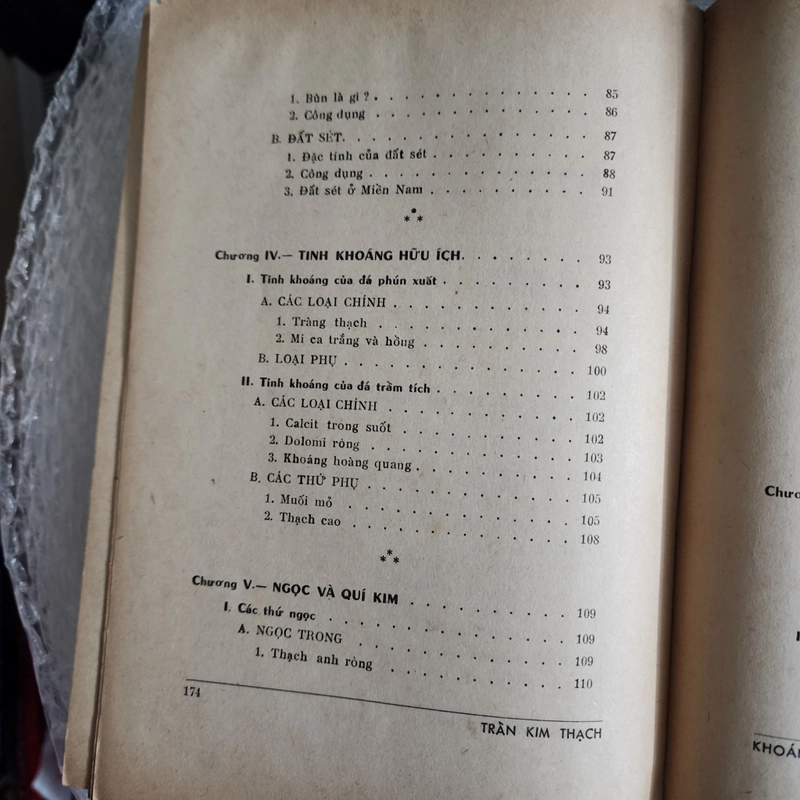 1. Bùn là gì ? . . . . . . . . . . . . . 85
2. Công dụng . . . . . . . . . . . . . 86
B. ĐẤT SÉT. . . . . . . . . . . . . . 87
1. Đặc tính của đất sét . . . . . . . . . . 87
2. Công dụng . . . . . . . . . . . . . 88
3. Đất sét ở Miền Nam . . . . . . . . . . 91
***
Chương IV.— TINH KHOÁNG HỮU ÍCH. . . . . . . . 93
I. Tinh khoáng của đá phún xuất . . . . . . . . . 93
A. CÁC LOẠI CHÍNH . . . . . . . . . . . 94
1. Tràng thạch . . . . . . . . . . . . 94
2. Mi ca trắng và hồng . . . . . . . . . . 98
B. LOẠI PHỤ . . . . . . . . . . . . . 100
II. Tinh khoáng của đá trầm tích . . . . . . . . . 102
A. CÁC LOẠI CHÍNH . . . . . . . . . . . 102
1. Calcit trong suốt . . . . . . . . . . . 102
2. Dolomi ròng . . . . . . . . . . . . 103
3. Khoáng hoàng quang . . . . . . . . . . 104
B. CÁC THỨ PHỤ . . . . . . . . . . . . 105
1. Muối mỏ . . . . . . . . . . . . . 105
2. Thạch cao . . . . . . . . . . . . . 108
***
Chương V.— NGỌC VÀ QUÍ KIM . . . . . . . . . . 109
I. Các thứ ngọc . . . . . . . . . . . . . 109
A. NGỌC TRONG . . . . . . . . . . . . 109
1. Thạch anh ròng . . . . . . . . . . . 110
174
TRẦN KIM THẠCH
Chươ
KHOÁN